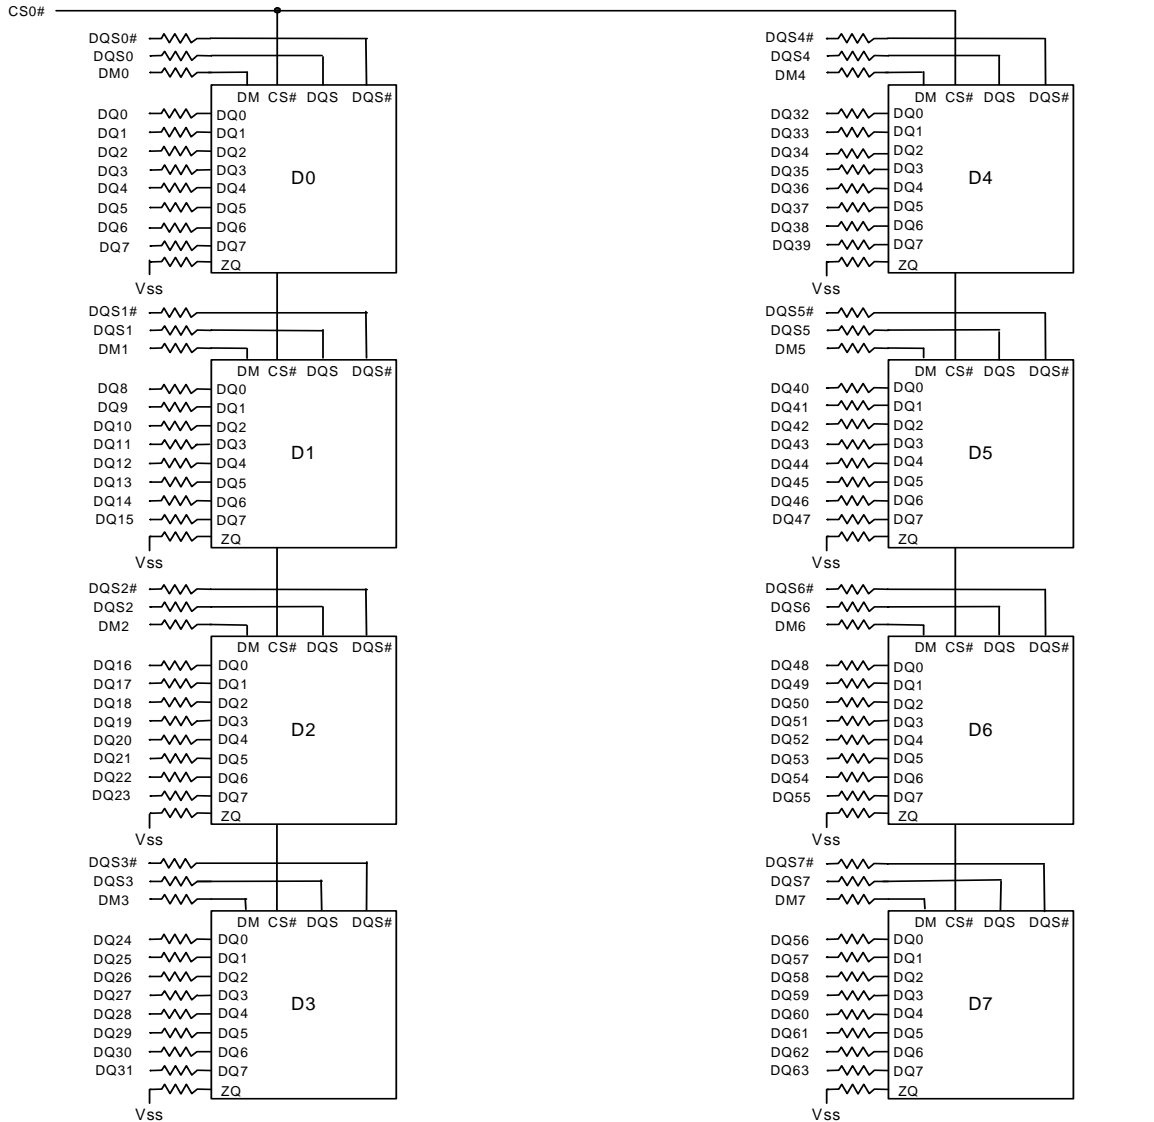 CS0#
DQS0#
DQS0
DM0
DM CS# DQS DQS#
DQ0 DQ0
DQ1 DQ1
DQ2 DQ2
DQ3 DQ3
DQ4 DQ4
DQ5 DQ5
DQ6 DQ6
DQ7 DQ7
ZQ
Vss
D0
DQS1#
DQS1
DM1
DM CS# DQS DQS#
DQ8 DQ0
DQ9 DQ1
DQ10 DQ2
DQ11 DQ3
DQ12 DQ4
DQ13 DQ5
DQ14 DQ6
DQ15 DQ7
ZQ
Vss
D1
DQS2#
DQS2
DM2
DM CS# DQS DQS#
DQ16 DQ0
DQ17 DQ1
DQ18 DQ2
DQ19 DQ3
DQ20 DQ4
DQ21 DQ5
DQ22 DQ6
DQ23 DQ7
ZQ
Vss
D2
DQS3#
DQS3
DM3
DM CS# DQS DQS#
DQ24 DQ0
DQ25 DQ1
DQ26 DQ2
DQ27 DQ3
DQ28 DQ4
DQ29 DQ5
DQ30 DQ6
DQ31 DQ7
ZQ
Vss
D3
DQS4#
DQS4
DM4
DM CS# DQS DQS#
DQ32 DQ0
DQ33 DQ1
DQ34 DQ2
DQ35 DQ3
DQ36 DQ4
DQ37 DQ5
DQ38 DQ6
DQ39 DQ7
ZQ
Vss
D4
DQS5#
DQS5
DM5
DM CS# DQS DQS#
DQ40 DQ0
DQ41 DQ1
DQ42 DQ2
DQ43 DQ3
DQ44 DQ4
DQ45 DQ5
DQ46 DQ6
DQ47 DQ7
ZQ
Vss
D5
DQS6#
DQS6
DM6
DM CS# DQS DQS#
DQ48 DQ0
DQ49 DQ1
DQ50 DQ2
DQ51 DQ3
DQ52 DQ4
DQ53 DQ5
DQ54 DQ6
DQ55 DQ7
ZQ
Vss
D6
DQS7#
DQS7
DM7
DM CS# DQS DQS#
DQ56 DQ0
DQ57 DQ1
DQ58 DQ2
DQ59 DQ3
DQ60 DQ4
DQ61 DQ5
DQ62 DQ6
DQ63 DQ7
ZQ
Vss
D7